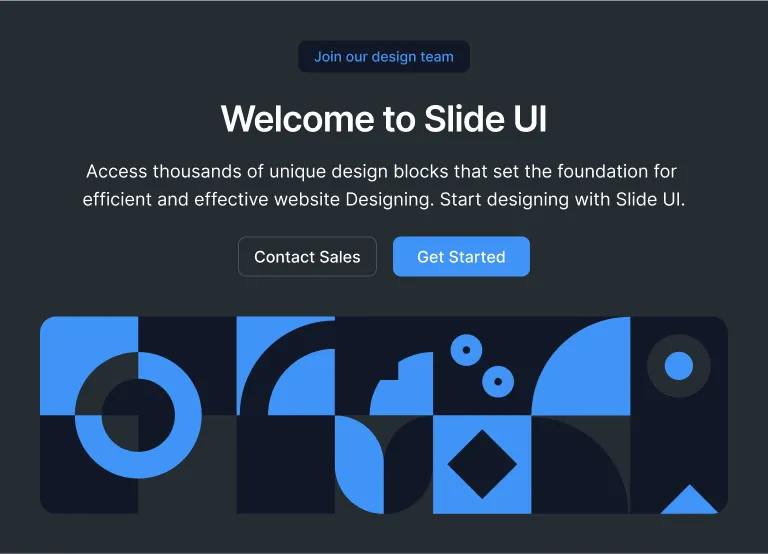 Join our design team
Welcome to Slide UI
Access thousands of unique design blocks that set the foundation for
efficient and effective website Designing. Start designing with Slide UI.
Contact Sales
Get Started